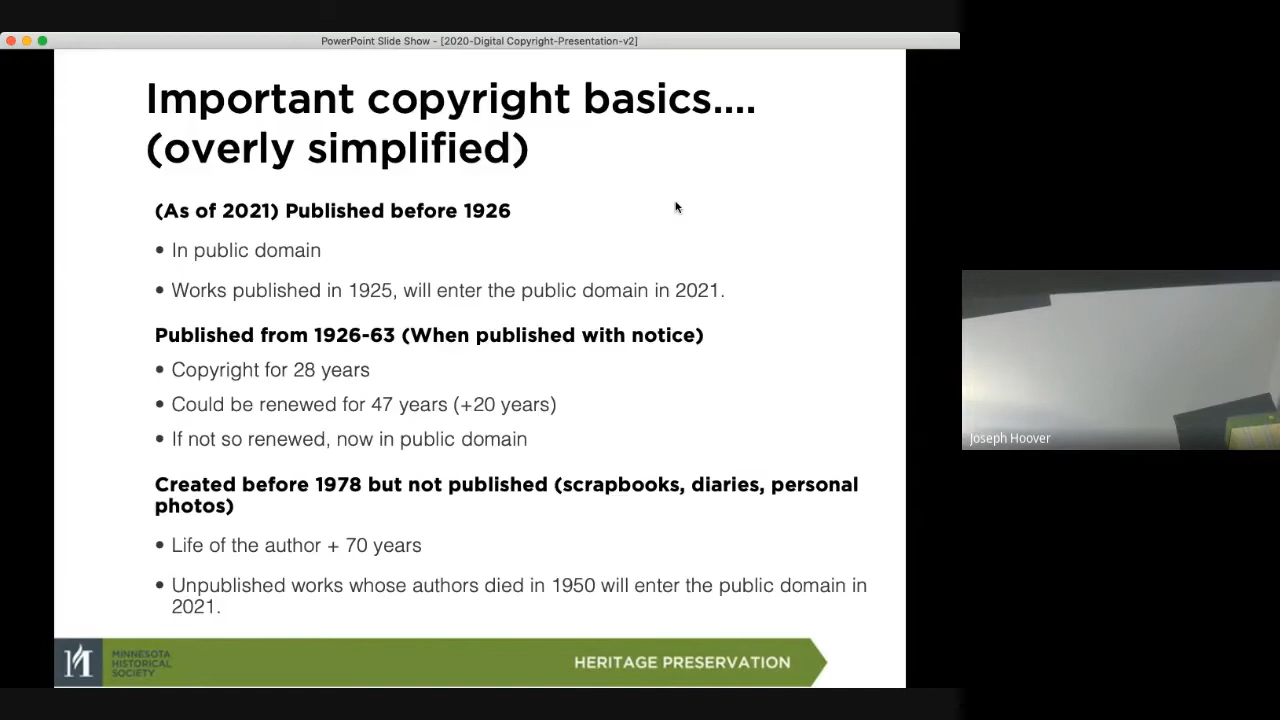 PowerPoint Slide Show - [2020-Digital Copyright-Presentation-v2]
Important copyright basics....
(overly simplified)
(As of 2021) Published before 1926
• In public domain
• Works published in 1925, will enter the public domain in 2021.
Published from 1926-63 (When published with notice)
• Copyright for 28 years
• Could be renewed for 47 years (+20 years)
• If not so renewed, now in public domain
Created before 1978 but not published (scrapbooks, diaries, personal
photos)
• Life of the author + 70 years
• Unpublished works whose authors died in 1950 will enter the public domain in
2021.
MINNESOTA
HISTORICAL
SOCIETY
HERITAGE PRESERVATION
Joseph Hoover